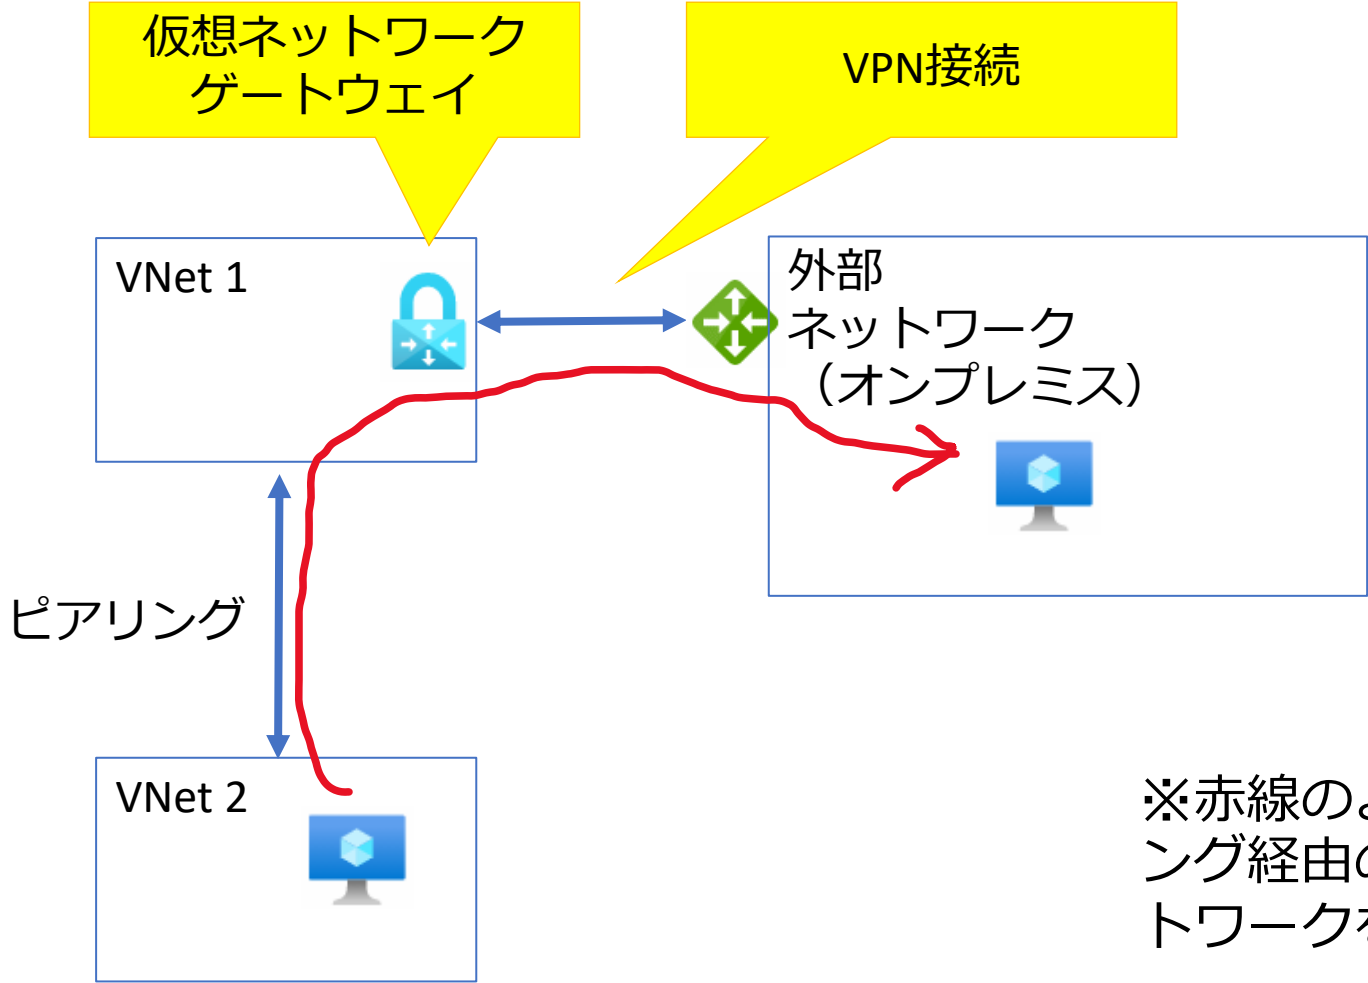 仮想ネットワーク
ゲートウェイ
VPN接続
VNet 1
外部
ネットワーク
（オンプレミス）
ピアリング
VNet 2
※赤線の
ング経由
トワーク